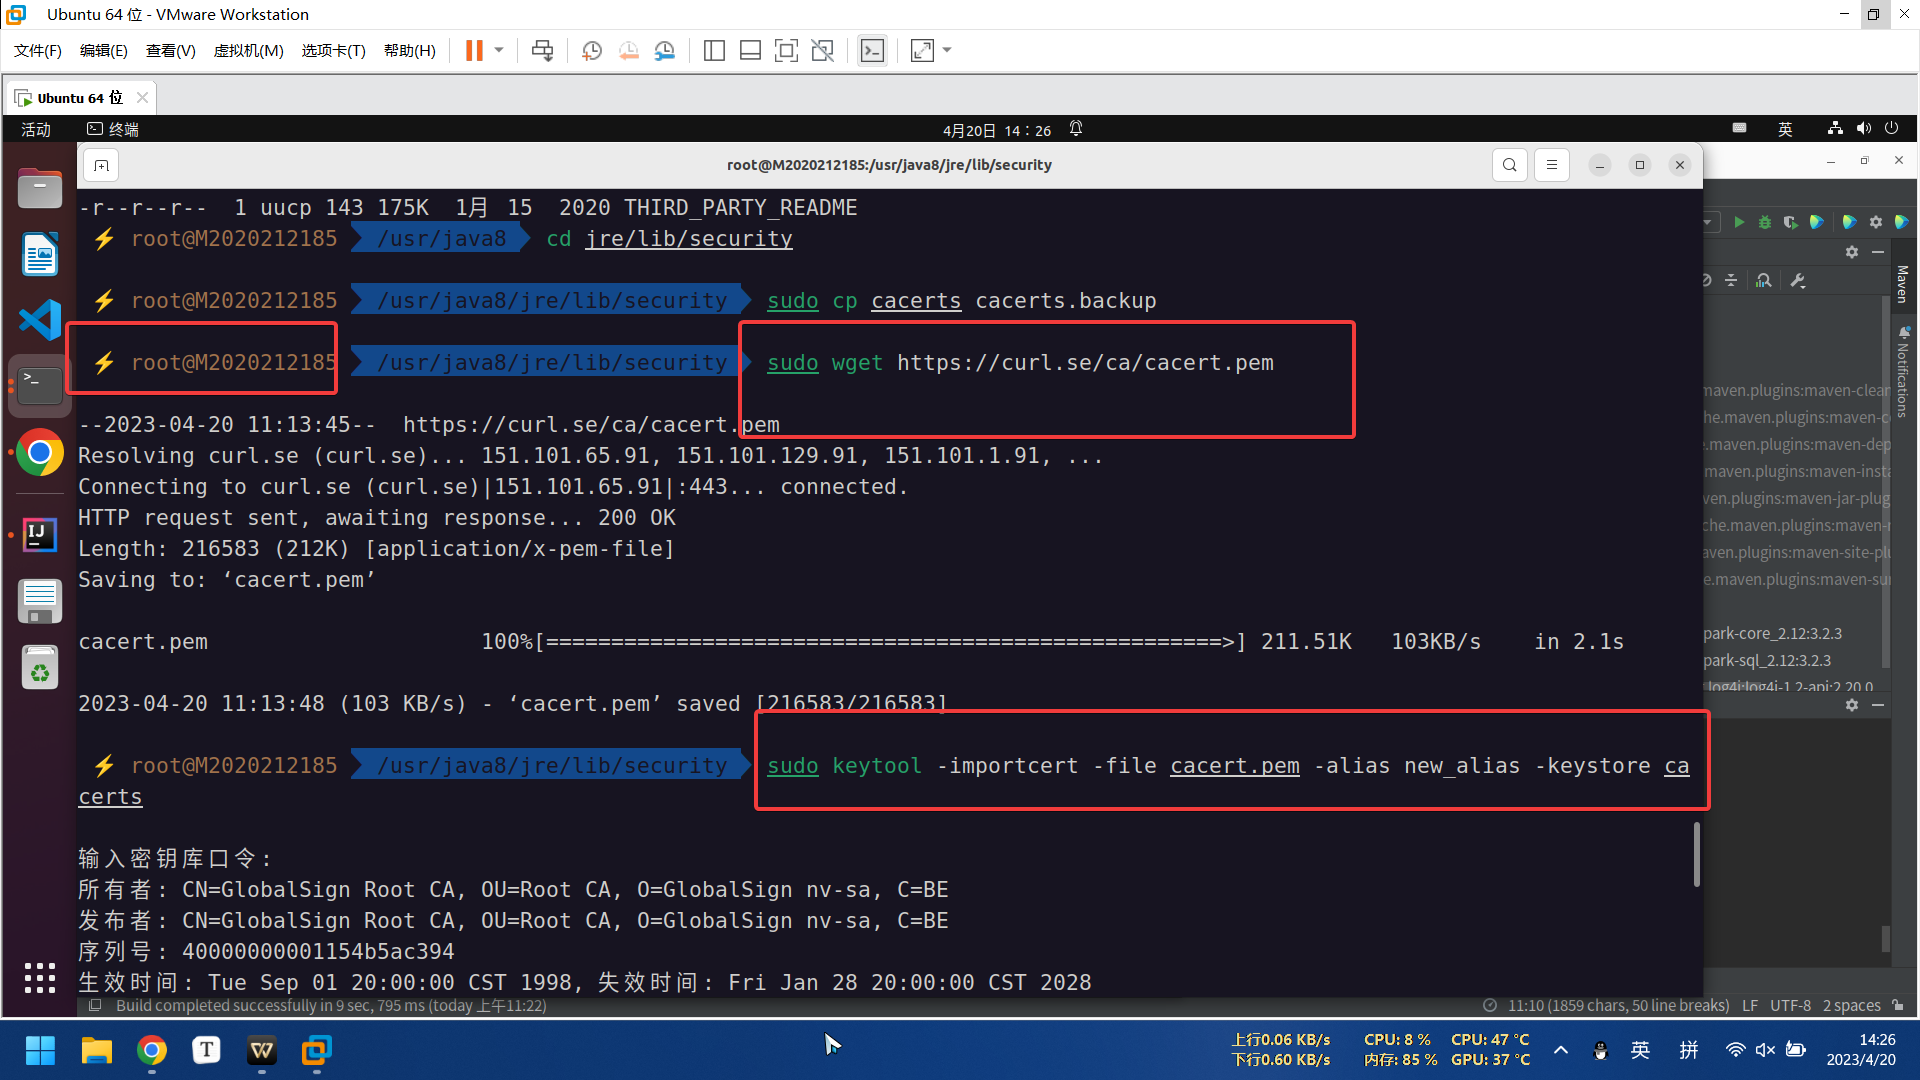 Ubuntu 64 位 - VMware Workstation
文件(F) 编辑(E) 查看(V) 虚拟机(M) 选项卡(T) 帮助(H)
Ubuntu 64 位
活动 终端 4月20日 14：26 英
root@M2020212185:/usr/java8/jre/lib/security
-r--r--r-- 1 uucp 143 175K 1月 15 2020 THIRD_PARTY_README
root@M2020212185 /usr/java8 cd jre/lib/security
root@M2020212185 /usr/java8/jre/lib/security sudo cp cacerts cacerts.backup
root@M2020212185 /usr/java8/jre/lib/security sudo wget https://curl.se/ca/cacert.pem
--2023-04-20 11:13:45-- https://curl.se/ca/cacert.pem
Resolving curl.se (curl.se)... 151.101.65.91, 151.101.129.91, 151.101.1.91, ...
Connecting to curl.se (curl.se)|151.101.65.91|:443... connected.
HTTP request sent, awaiting response... 200 OK
Length: 216583 (212K) [application/x-pem-file]
Saving to: ‘cacert.pem’
cacert.pem 100%[====================================================>] 211.51K 103KB/s in 2.1s
2023-04-20 11:13:48 (103 KB/s) - ‘cacert.pem’ saved [216583/216583]
root@M2020212185 /usr/java8/jre/lib/security sudo keytool -importcert -file cacert.pem -alias new_alias -keystore ca
certs
输入密钥库口令:
所有者: CN=GlobalSign Root CA, OU=Root CA, O=GlobalSign nv-sa, C=BE
发布者: CN=GlobalSign Root CA, OU=Root CA, O=GlobalSign nv-sa, C=BE
序列号: 40000000001154b5ac394
生效时间: Tue Sep 01 20:00:00 CST 1998, 失效时间: Fri Jan 28 20:00:00 CST 2028
Maven
Notifications
maven.plugins:maven-clean
he.maven.plugins:maven-c
.maven.plugins:maven-dep
maven.plugins:maven-insta
ven.plugins:maven-jar-plug
che.maven.plugins:maven-r
aven.plugins:maven-site-plu
e.maven.plugins:maven-sur
park-core_2.12:3.2.3
park-sql_2.12:3.2.3
log4j:log4j-1.2-api:2.20.0
Build completed successfully in 9 sec, 795 ms (today 上午11:22) 11:10 (1859 chars, 50 line breaks) LF UTF-8 2 spaces
上行0.06 KB/s CPU: 8 % CPU: 47 °C
下行0.60 KB/s 内存: 85 % GPU: 37 °C
英 拼
14:26
2023/4/20